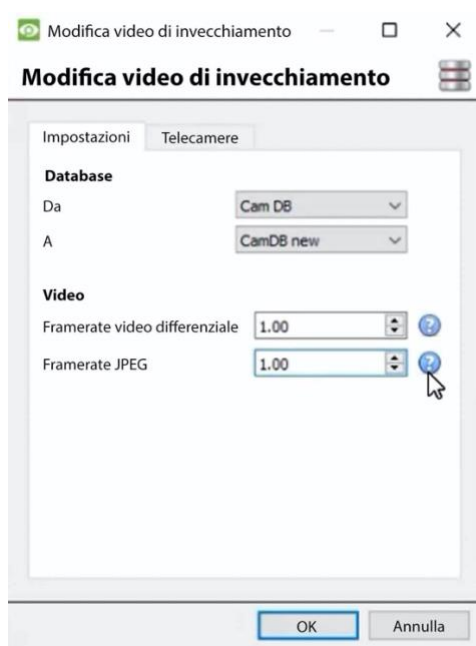 Modifica video di invecchiamento
Modifica video di invecchiamento
Impostazioni Telecamere
Database
Da Cam DB
A CamDB new
Video
Framerate video differenziale 1.00 ?
Framerate JPEG 1.00 ?
OK Annulla